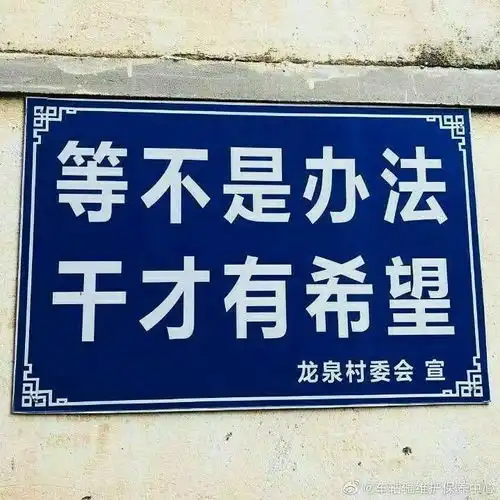 等不是办法
干才有希望
龙泉村委会 宣